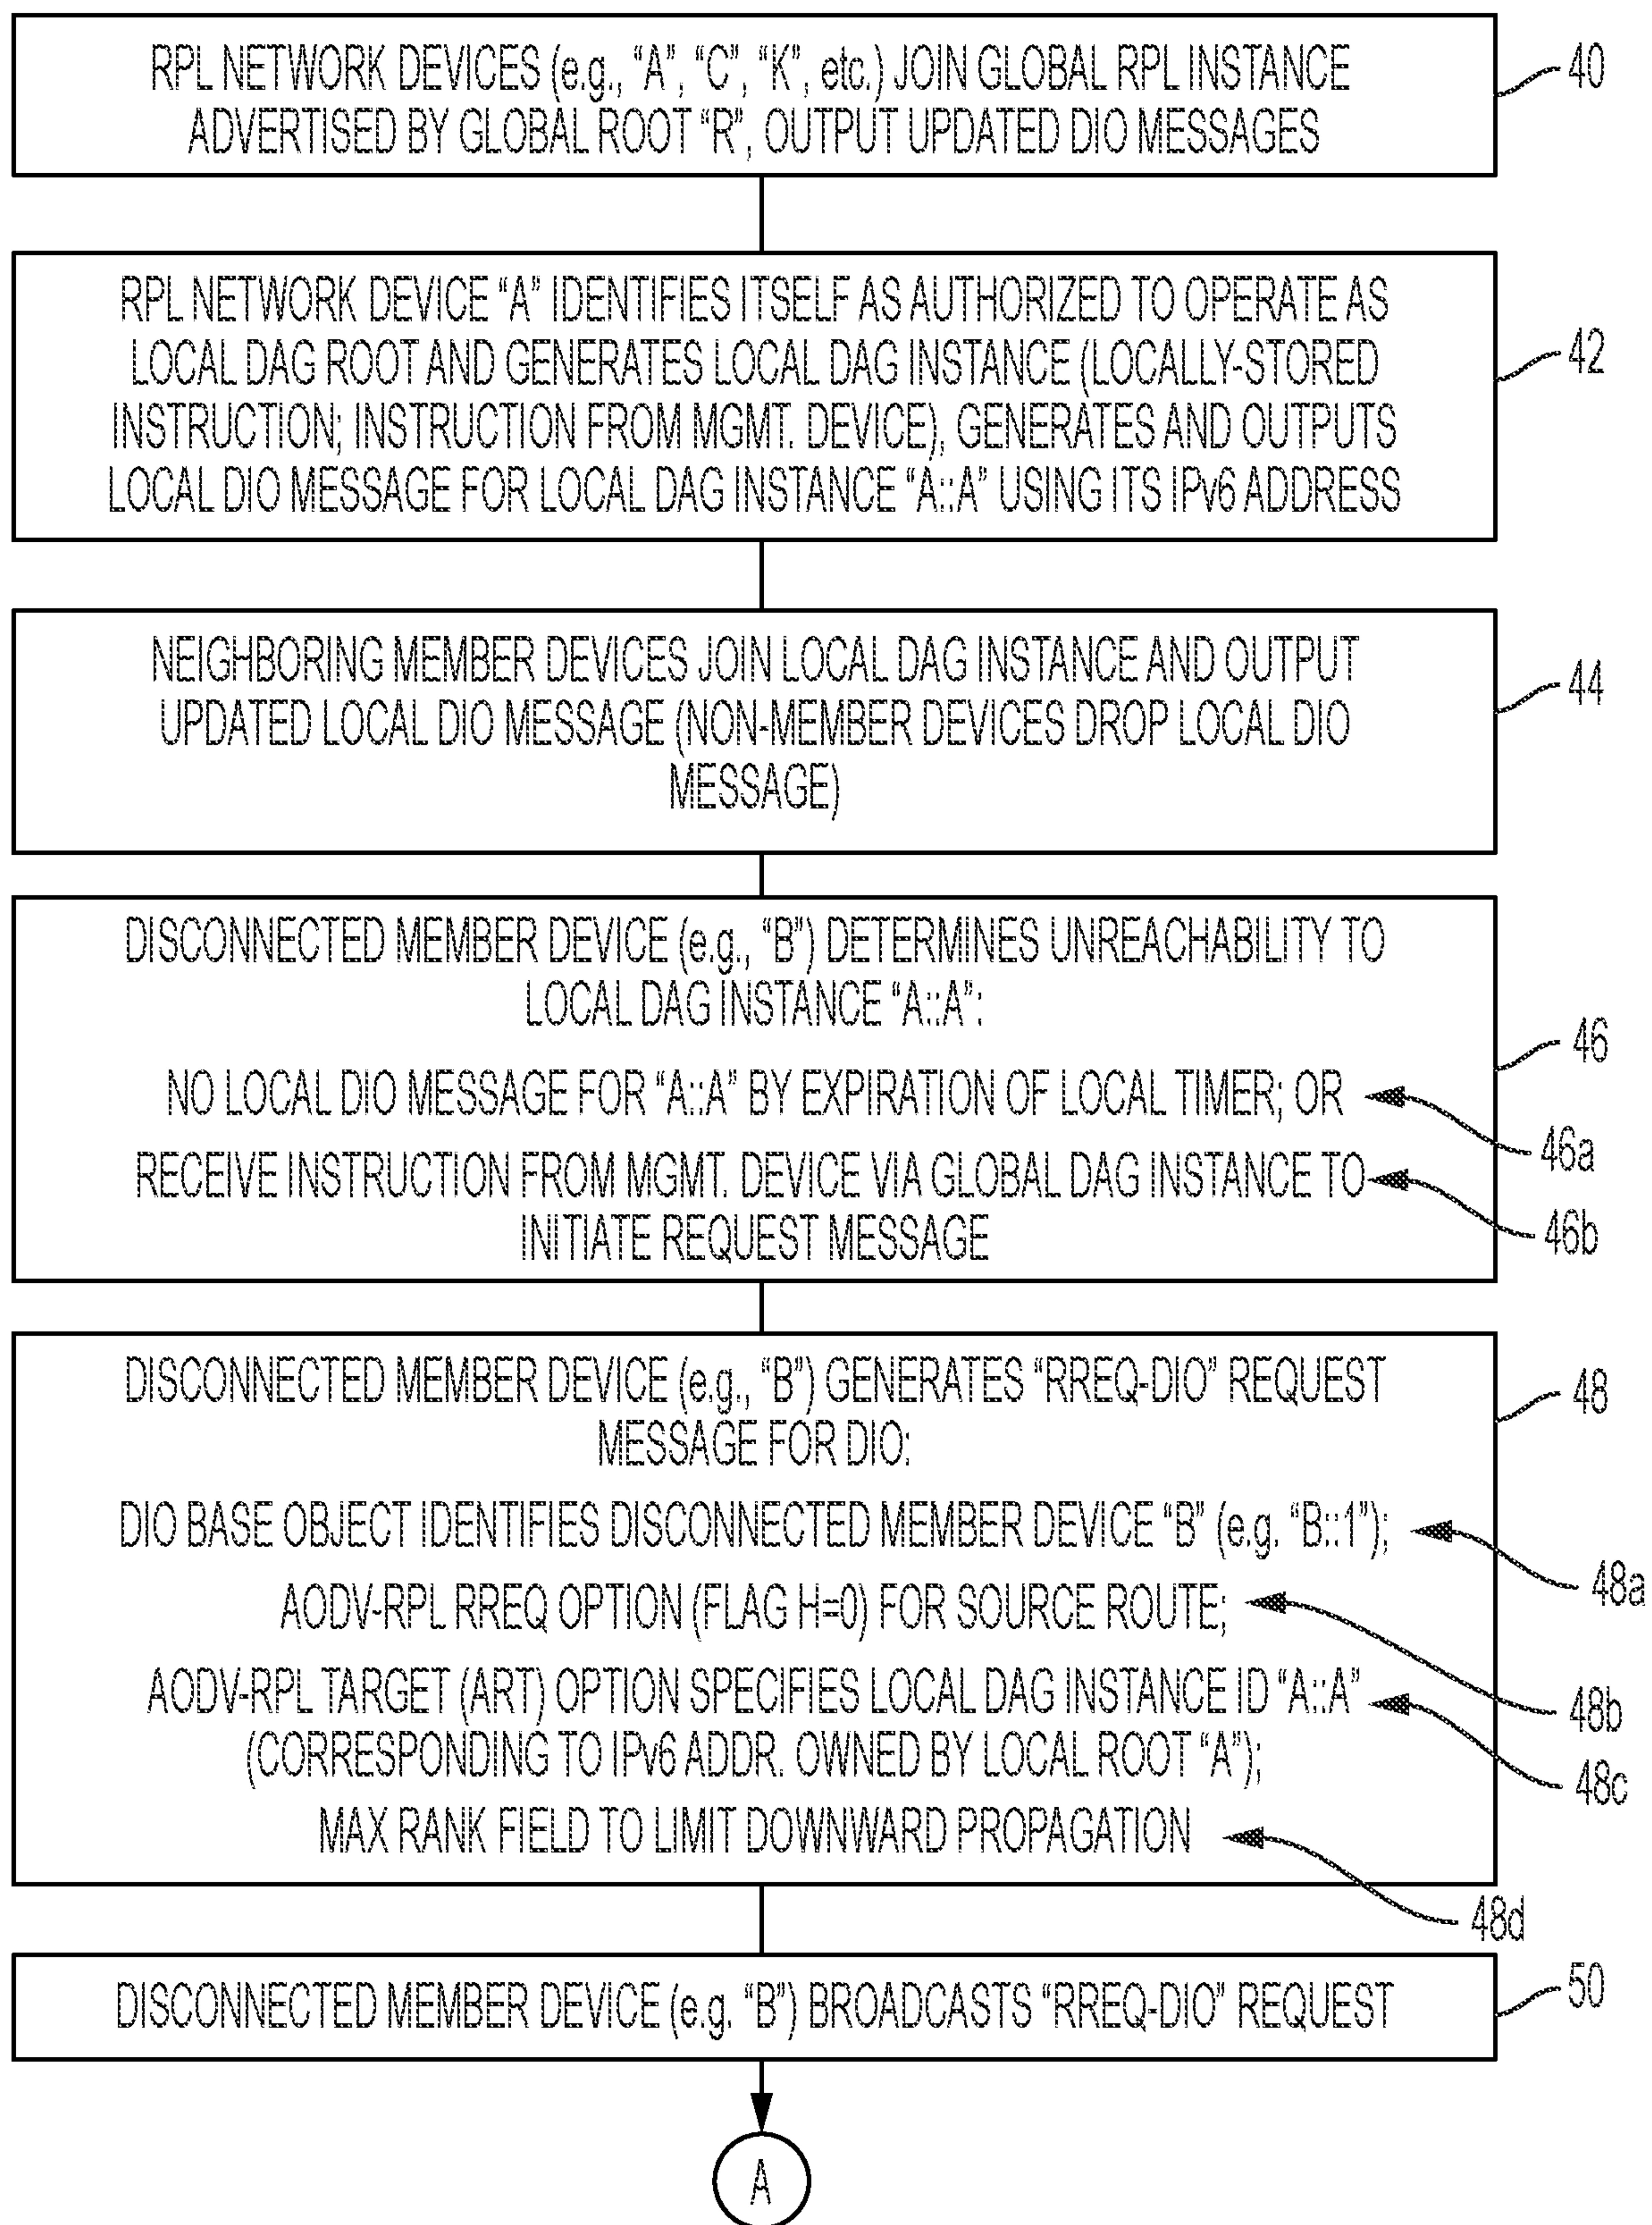 RPL NETWORK DEVICES (e.g., “A”, “C”, “K”, etc.) JOIN GLOBAL RPL INSTANCE
ADVERTISED BY GLOBAL ROOT “R”, OUTPUT UPDATED DIO MESSAGES
40
RPL NETWORK DEVICE “A” IDENTIFIES ITSELF AS AUTHORIZED TO OPERATE AS
LOCAL DAG ROOT AND GENERATES LOCAL DAG INSTANCE (LOCALLY-STORED
INSTRUCTION; INSTRUCTION FROM MGMT. DEVICE), GENERATES AND OUTPUTS
LOCAL DIO MESSAGE FOR LOCAL DAG INSTANCE “A::A” USING ITS IPv6 ADDRESS
42
NEIGHBORING MEMBER DEVICES JOIN LOCAL DAG INSTANCE AND OUTPUT
UPDATED LOCAL DIO MESSAGE (NON-MEMBER DEVICES DROP LOCAL DIO
MESSAGE)
44
DISCONNECTED MEMBER DEVICE (e.g., “B”) DETERMINES UNREACHABILITY TO
LOCAL DAG INSTANCE “A::A”:
46
NO LOCAL DIO MESSAGE FOR “A::A” BY EXPIRATION OF LOCAL TIMER; OR
46a
RECEIVE INSTRUCTION FROM MGMT. DEVICE VIA GLOBAL DAG INSTANCE TO
INITIATE REQUEST MESSAGE
46b
DISCONNECTED MEMBER DEVICE (e.g., “B”) GENERATES “RREQ-DIO” REQUEST
MESSAGE FOR DIO:
48
DIO BASE OBJECT IDENTIFIES DISCONNECTED MEMBER DEVICE “B” (e.g. “B::1”);
48a
AODV-RPL RREQ OPTION (FLAG H=0) FOR SOURCE ROUTE;
48b
AODV-RPL TARGET (ART) OPTION SPECIFIES LOCAL DAG INSTANCE ID “A::A”
(CORRESPONDING TO IPv6 ADDR. OWNED BY LOCAL ROOT “A”);
48c
MAX RANK FIELD TO LIMIT DOWNWARD PROPAGATION
48d
DISCONNECTED MEMBER DEVICE (e.g. “B”) BROADCASTS “RREQ-DIO” REQUEST
50
A